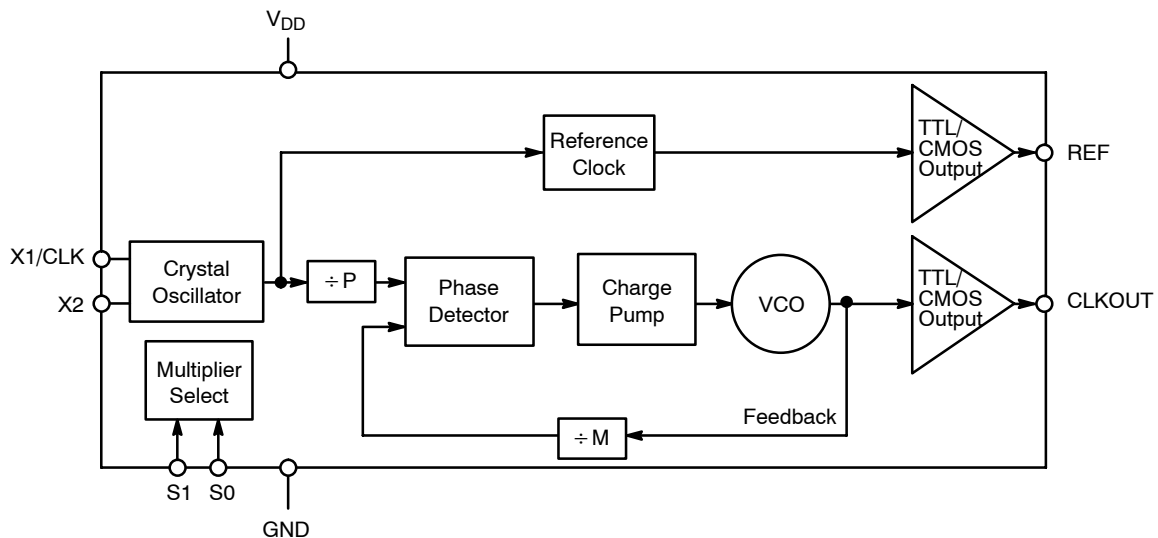 VDD
TTL/
CMOS
Output
REF
Reference
Clock
X1/CLK
X2
Crystal
Oscillator
÷ P
Phase
Detector
Charge
Pump
VCO
TTL/
CMOS
Output
CLKOUT
Multiplier
Select
Feedback
÷ M
S1
S0
GND